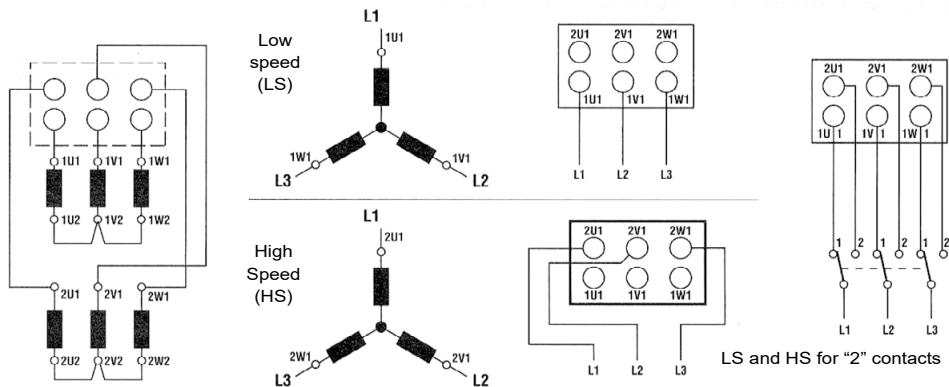 1U1 1V1 1W1
1U2 1V2 1W2
2U1 2V1 2W1
2U2 2V2 2W2
Low
speed
(LS)
L1
1U1
1W1 1V1
L3 L2
2U1 2V1 2W1
1U1 1V1 1W1
L1 L2 L3
High
Speed
(HS)
L1
2U1
2W1 2V1
L3 L2
2U1 2V1 2W1
1U1 1V1 1W1
L1 L2 L3
2U1 2V1 2W1
1U 1 1V 1 1W 1
1 2 1 2 1 2
L1 L2 L3
LS and HS for “2” contacts